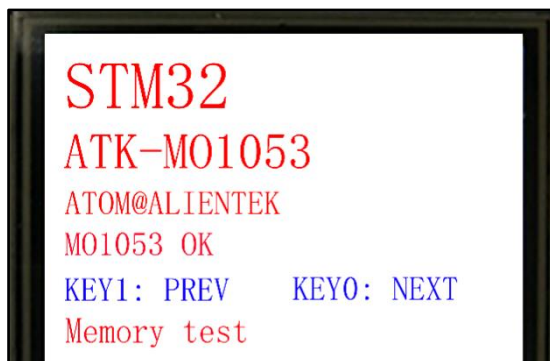 STM32
ATK-MO1053
ATOM@ALIENTEK
MO1053 OK
KEY1: PREV    KEY0: NEXT
Memory test